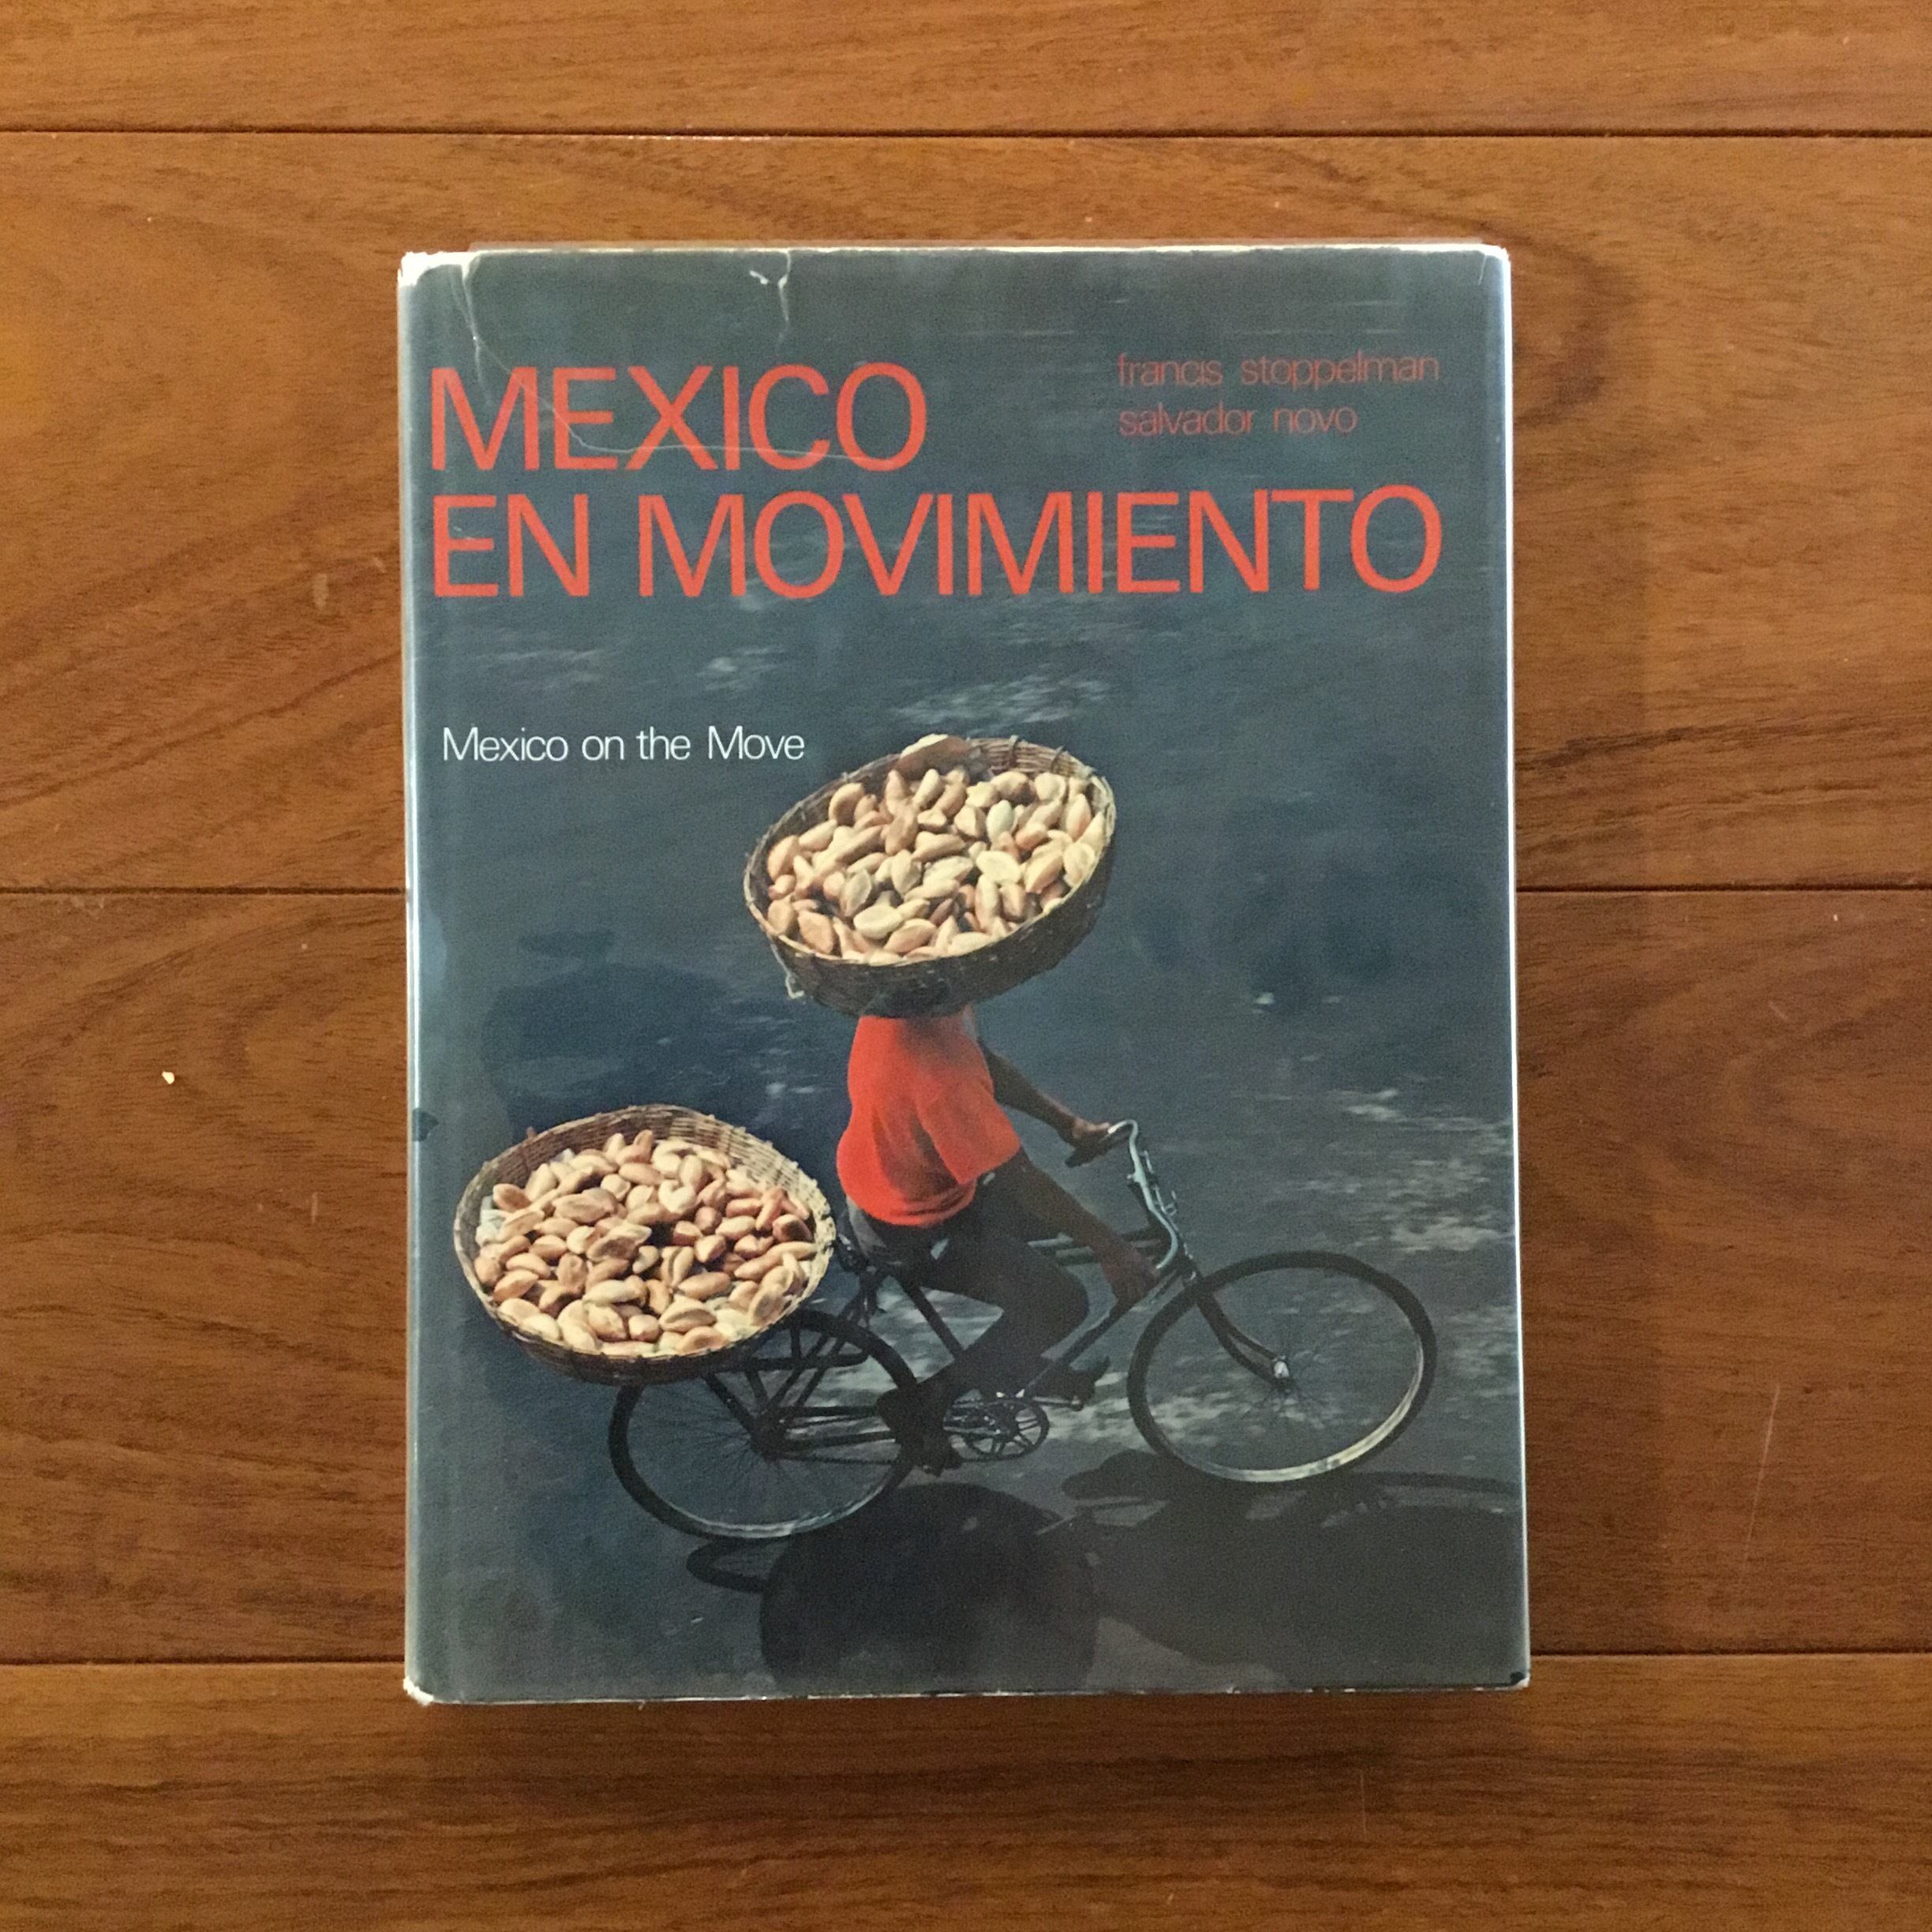 MEXICO
EN MOVIMIENTO
francis stoppelman
salvador novo
Mexico on the Move